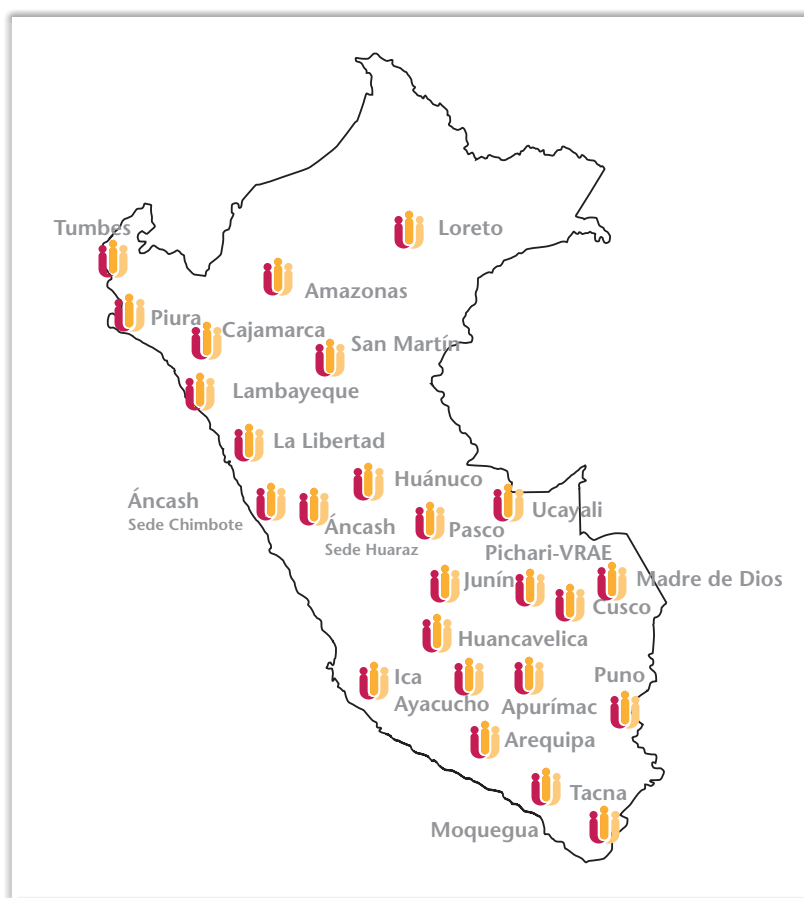 Tumbes
Loreto
Amazonas
Piura
Cajamarca
San Martín
Lambayeque
La Libertad
Huánuco
Áncash
Sede Chimbote
Ucayali
Áncash
Sede Huaraz
Pasco
Pichari-VRAE
Junín
Madre de Dios
Cusco
Huancavelica
Ica
Puno
Ayacucho
Apurímac
Arequipa
Tacna
Moquegua